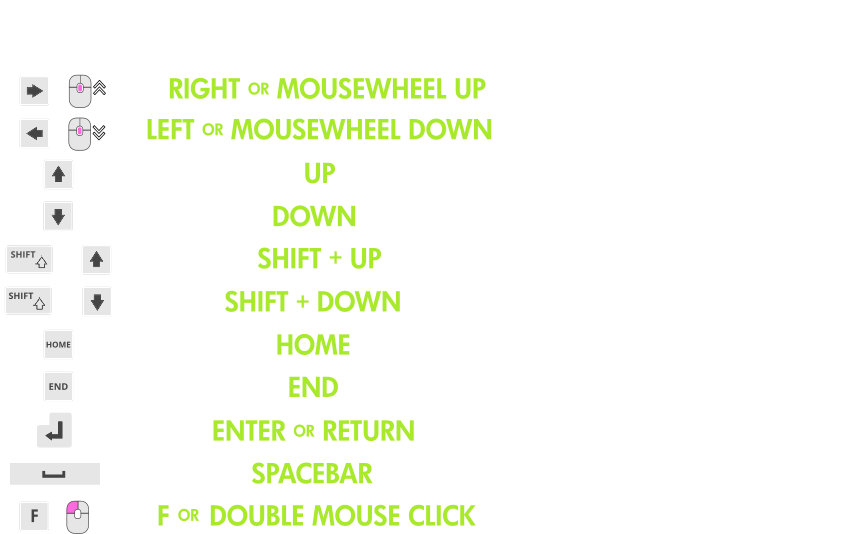 RIGHT OR MOUSEWHEEL UP
LEFT OR MOUSEWHEEL DOWN
UP
DOWN
SHIFT SHIFT + UP
SHIFT SHIFT + DOWN
HOME HOME
END END
ENTER OR RETURN
SPACEBAR
F F OR DOUBLE MOUSE CLICK